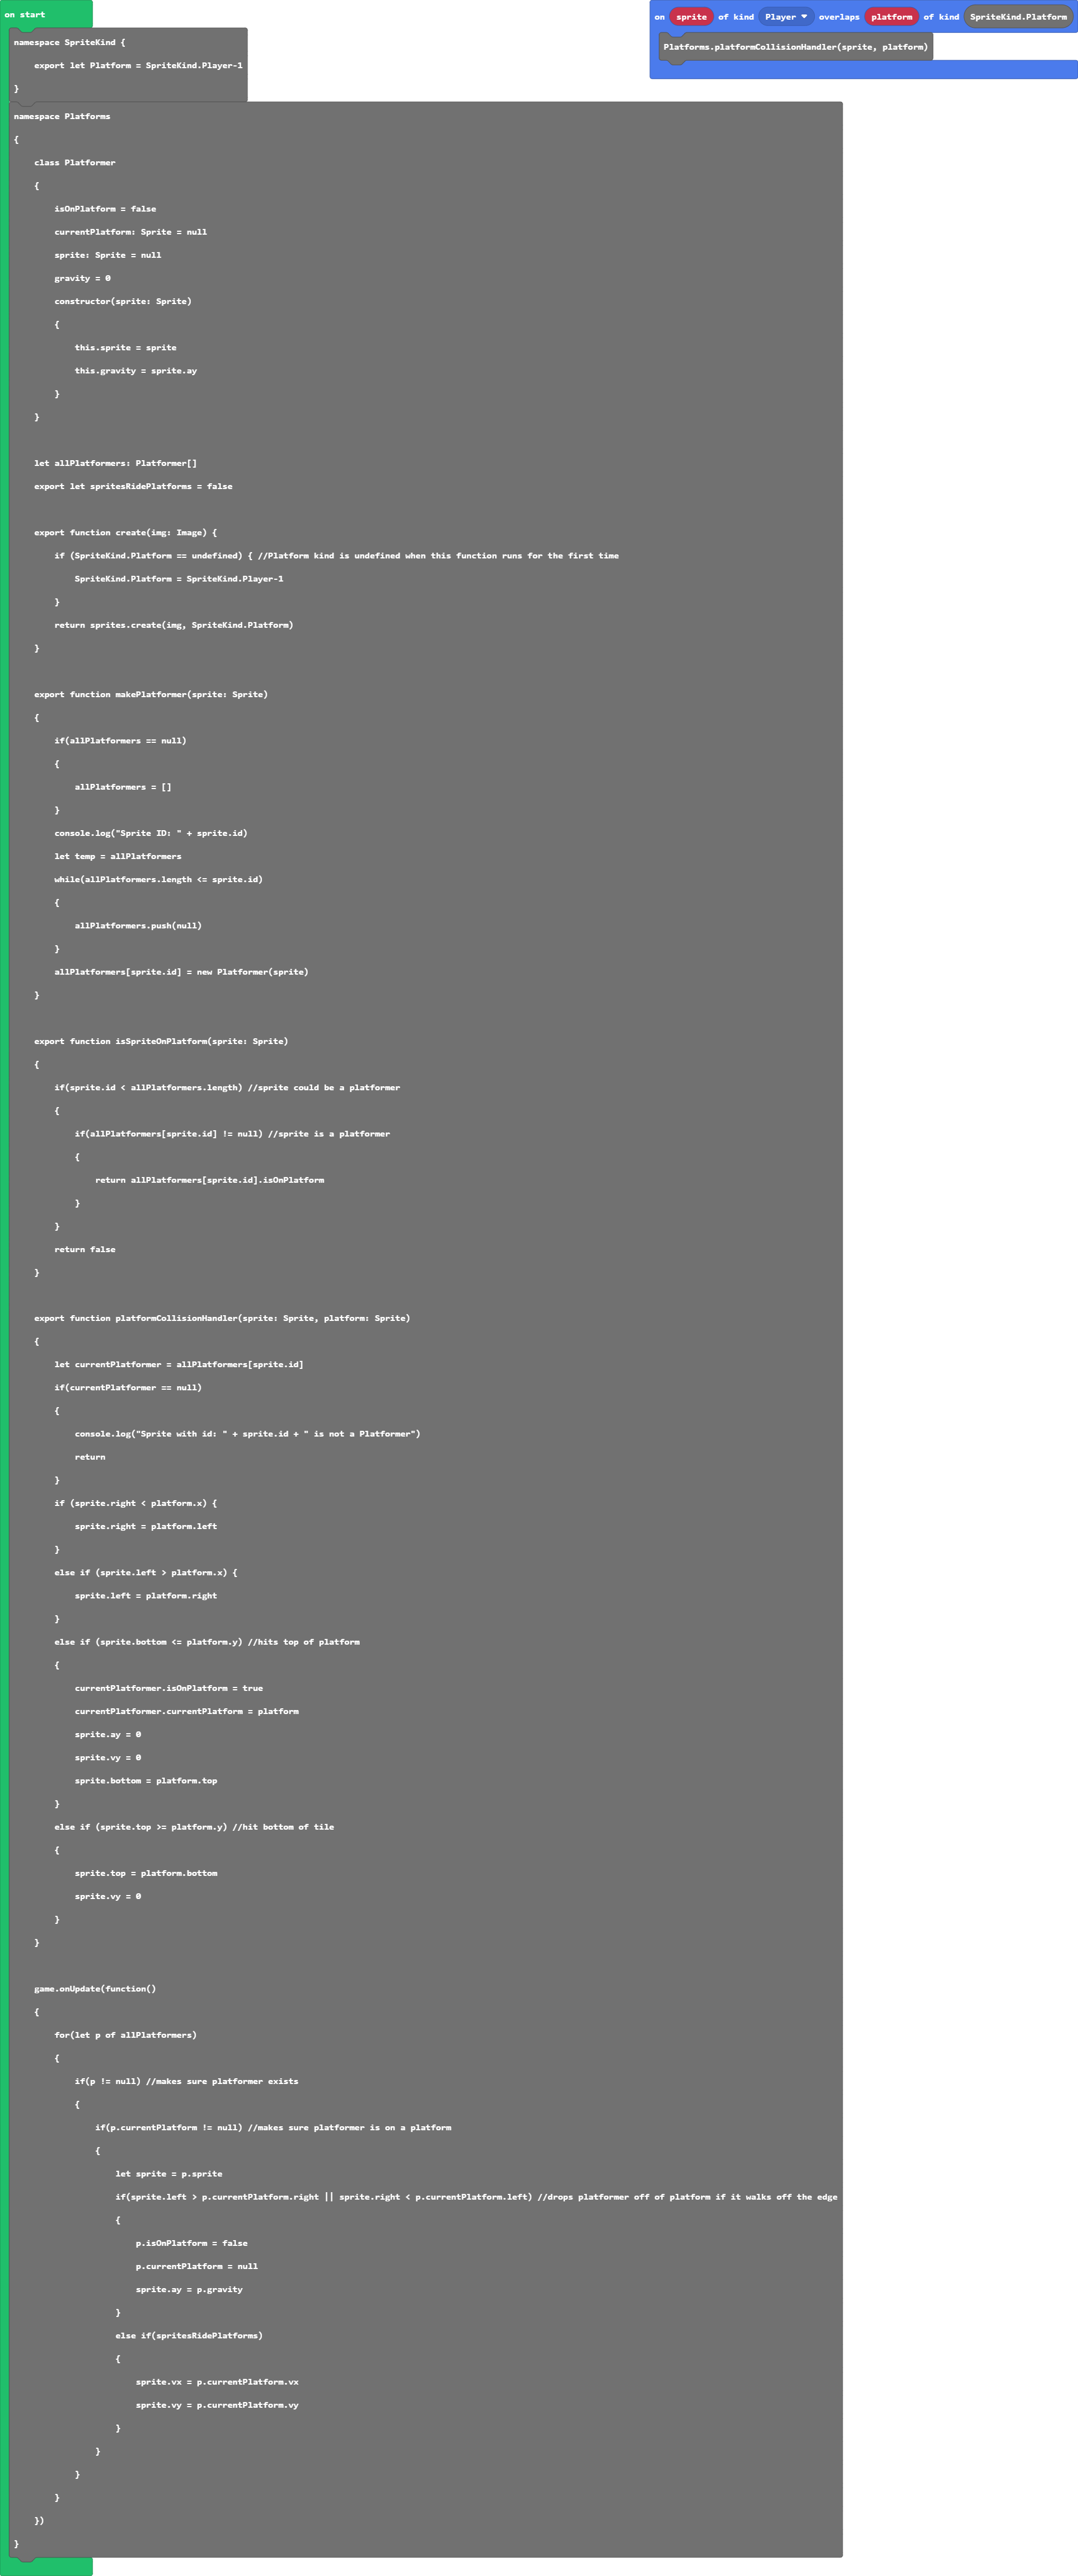 on start
namespace SpriteKind {
    export let Platform = SpriteKind.Player-1
}
namespace Platforms
{
    class Platformer
    {
        isOnPlatform = false
        currentPlatform: Sprite = null
        sprite: Sprite = null
        gravity = 0
        constructor(sprite: Sprite)
        {
            this.sprite = sprite
            this.gravity = sprite.ay
        }
    }

    let allPlatformers: Platformer[]
    export let spritesRidePlatforms = false

    export function create(img: Image) {
        if (SpriteKind.Platform == undefined) { //Platform kind is undefined when this function runs for the first time
            SpriteKind.Platform = SpriteKind.Player-1
        }
        return sprites.create(img, SpriteKind.Platform)
    }

    export function makePlatformer(sprite: Sprite)
    {
        if(allPlatformers == null)
        {
            allPlatformers = []
        }
        console.log("Sprite ID: " + sprite.id)
        let temp = allPlatformers
        while(allPlatformers.length <= sprite.id)
        {
            allPlatformers.push(null)
        }
        allPlatformers[sprite.id] = new Platformer(sprite)
    }

    export function isSpriteOnPlatform(sprite: Sprite)
    {
        if(sprite.id < allPlatformers.length) //sprite could be a platformer
        {
            if(allPlatformers[sprite.id] != null) //sprite is a platformer
            {
                return allPlatformers[sprite.id].isOnPlatform
            }
        }
        return false
    }

    export function platformCollisionHandler(sprite: Sprite, platform: Sprite)
    {
        let currentPlatformer = allPlatformers[sprite.id]
        if(currentPlatformer == null)
        {
            console.log("Sprite with id: " + sprite.id + " is not a Platformer")
            return
        }
        if (sprite.right < platform.x) {
            sprite.right = platform.left
        }
        else if (sprite.left > platform.x) {
            sprite.left = platform.right
        }
        else if (sprite.bottom <= platform.y) //hits top of platform
        {
            currentPlatformer.isOnPlatform = true
            currentPlatformer.currentPlatform = platform
            sprite.ay = 0
            sprite.vy = 0
            sprite.bottom = platform.top
        }
        else if (sprite.top >= platform.y) //hit bottom of tile
        {
            sprite.top = platform.bottom
            sprite.vy = 0
        }
    }

    game.onUpdate(function()
    {
        for(let p of allPlatformers)
        {
            if(p != null) //makes sure platformer exists
            {
                if(p.currentPlatform != null) //makes sure platformer is on a platform
                {
                    let sprite = p.sprite
                    if(sprite.left > p.currentPlatform.right || sprite.right < p.currentPlatform.left) //drops platformer off of platform if it walks off the edge
                    {
                        p.isOnPlatform = false
                        p.currentPlatform = null
                        sprite.ay = p.gravity
                    }
                    else if(spritesRidePlatforms)
                    {
                        sprite.vx = p.currentPlatform.vx
                        sprite.vy = p.currentPlatform.vy
                    }
                }
            }
        }
    })
}
on sprite of kind Player overlaps platform of kind SpriteKind.Platform
Platforms.platformCollisionHandler(sprite, platform)